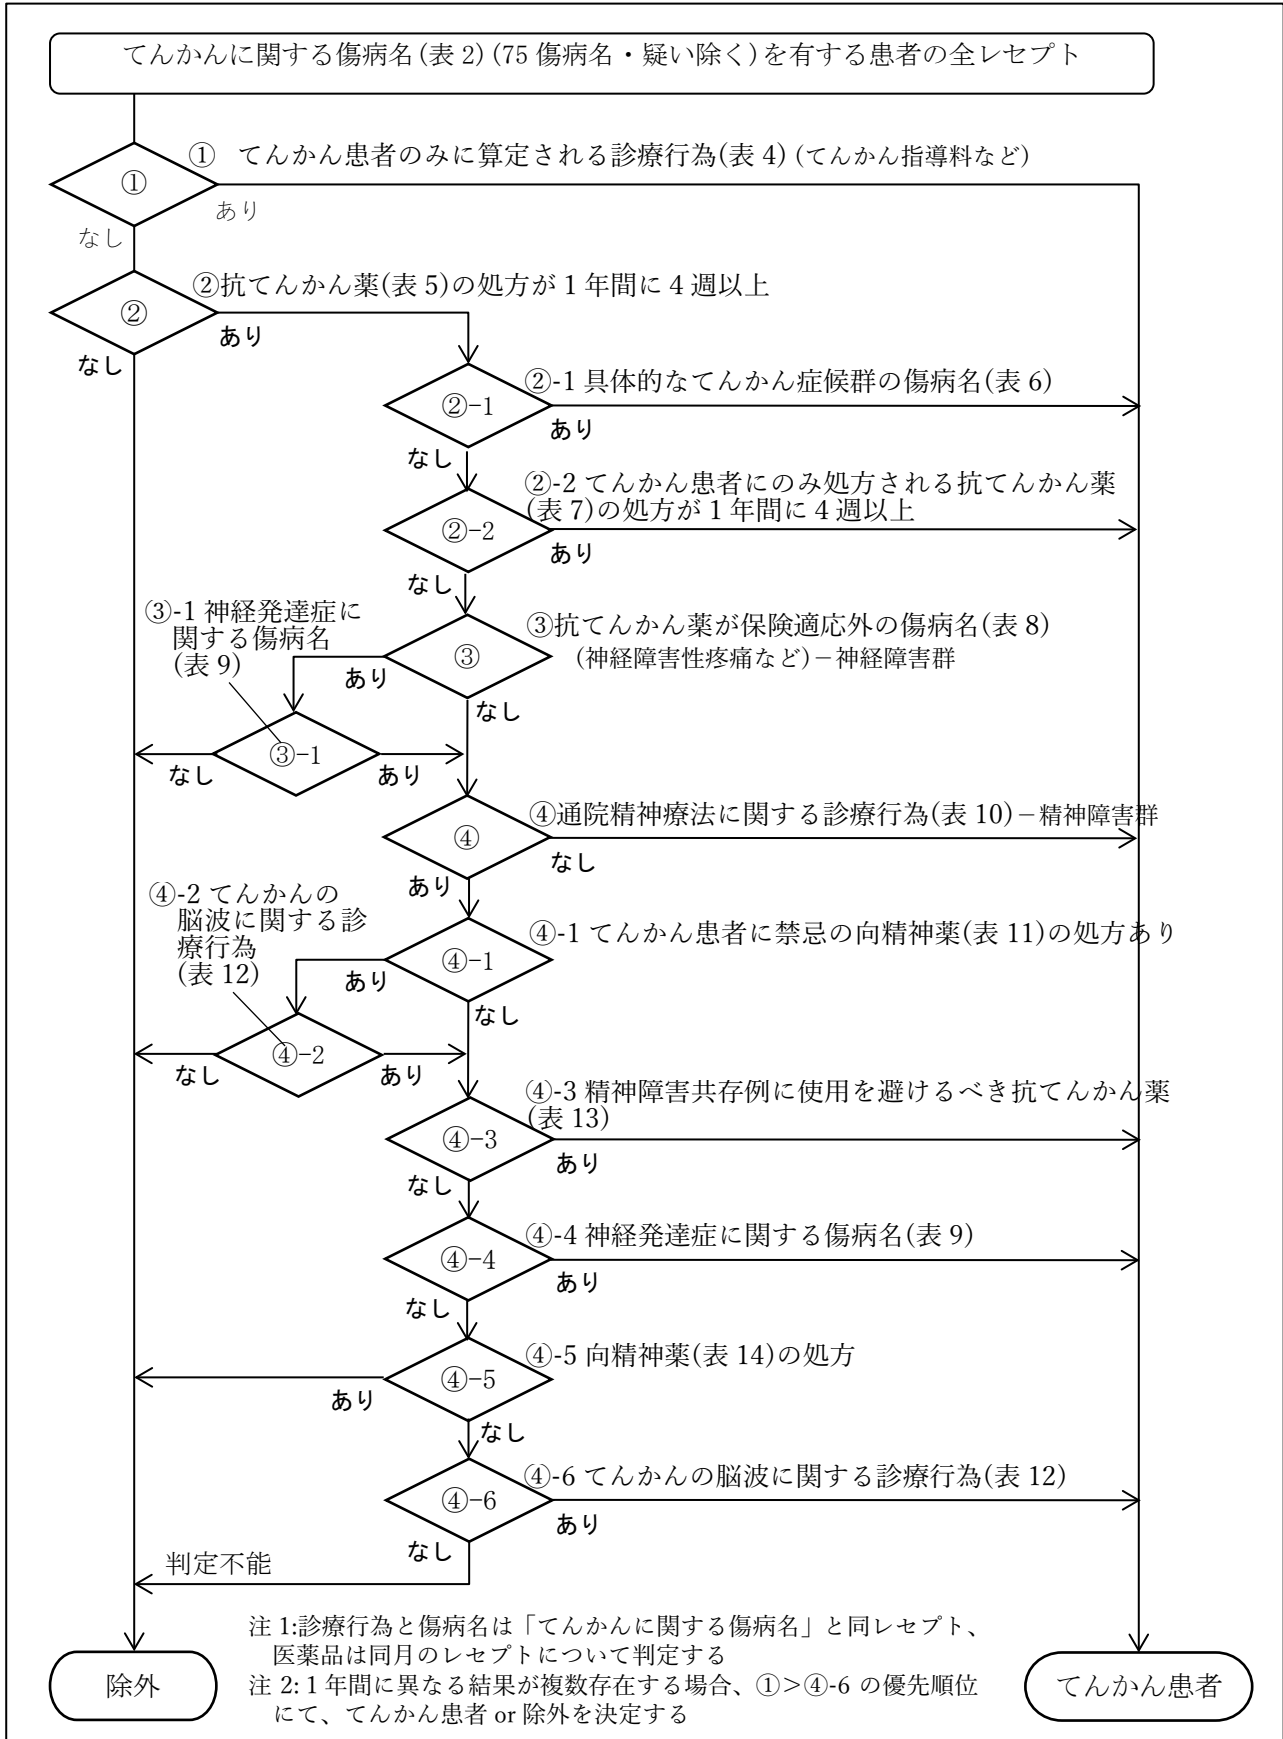 てんかんに関する傷病名(表 2) (75 傷病名・疑い除く)を有する患者の全レセプト
① てんかん患者のみに算定される診療行為(表 4) (てんかん指導料など)
①
あり
なし
②抗てんかん薬(表 5)の処方が 1 年間に 4 週以上
②
あり
なし
②-1 具体的なてんかん症候群の傷病名(表 6)
②-1
あり
なし
②-2 てんかん患者にのみ処方される抗てんかん薬
(表 7)の処方が 1 年間に 4 週以上
②-2
あり
なし
③-1 神経発達症に
関する傷病名
(表 9)
③抗てんかん薬が保険適応外の傷病名(表 8)
(神経障害性疼痛など)－神経障害群
③
あり
なし
③-1
なし
あり
④通院精神療法に関する診療行為(表 10)－精神障害群
④
なし
あり
④-2 てんかんの
脳波に関する診
療行為
(表 12)
④-1 てんかん患者に禁忌の向精神薬(表 11)の処方あり
④-1
あり
なし
④-2
なし
あり
④-3 精神障害共存例に使用を避けるべき抗てんかん薬
(表 13)
④-3
あり
なし
④-4 神経発達症に関する傷病名(表 9)
④-4
あり
なし
④-5 向精神薬(表 14)の処方
④-5
あり
なし
④-6 てんかんの脳波に関する診療行為(表 12)
④-6
あり
なし
判定不能
注 1:診療行為と傷病名は「てんかんに関する傷病名」と同レセプト、
医薬品は同月のレセプトについて判定する
注 2: 1 年間に異なる結果が複数存在する場合、①＞④-6 の優先順位
にて、てんかん患者 or 除外を決定する
除外
てんかん患者